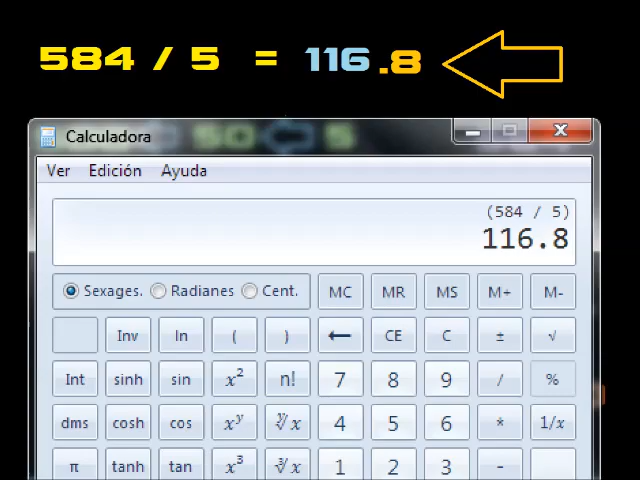 584 / 5 = 116.8
Calculadora
Ver Edición Ayuda
(584 / 5)
116.8
Sexages. Radianes Cent. MC MR MS M+ M-
Inv ln ( ) ← CE C ± √
Int sinh sin x² n! 7 8 9 / %
dms cosh cos xʸ ʸ√x 4 5 6 * 1/x
π tanh tan x³ ³√x 1 2 3 -